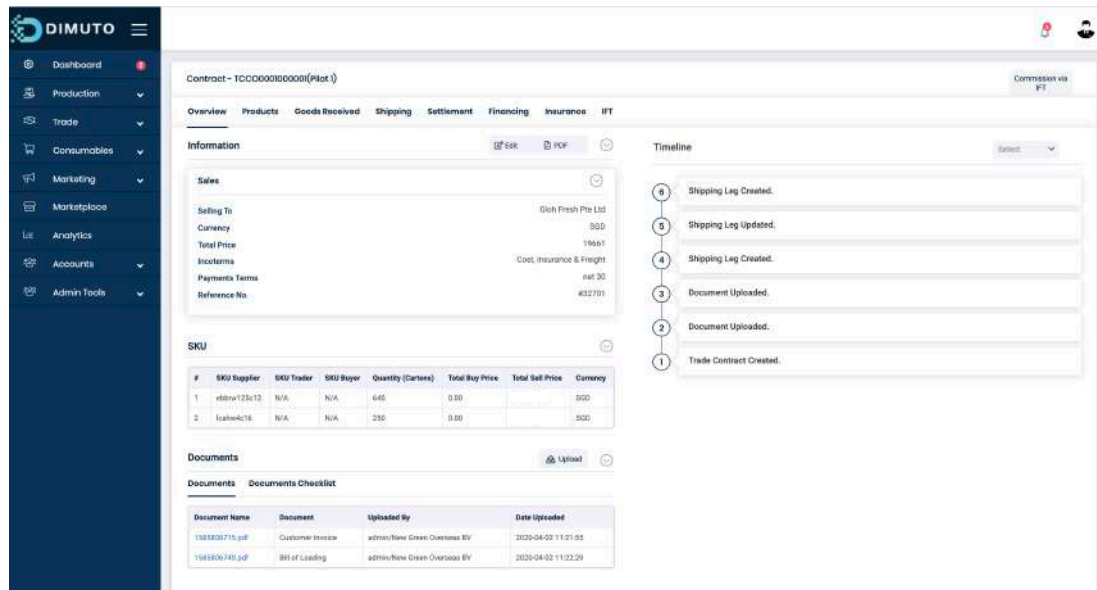 DIMUTO
Dashboard
Production
Trade
Consumables
Marketing
Marketplace
Analytics
Accounts
Admin Tools
Contract - TCCO0001000001(Pilot 1)
Commission via
IFT
Overview Products Goods Received Shipping Settlement Financing Insurance IFT
Information Edit PDF
Sales
Selling To Gloh Fresh Pte Ltd
Currency SGD
Total Price 19661
Incoterms Cost, Insurance & Freight
Payments Terms net 30
Reference No. #32701
SKU
# SKU Supplier SKU Trader SKU Buyer Quantity (Cartons) Total Buy Price Total Sell Price Currency
1 N/A N/A 640 0.00 SGD
2 N/A N/A 250 0.00 SGD
Documents Upload
Documents Documents Checklist
Document Name Document Uploaded By Date Uploaded
1585806715.pdf Customer Invoice admin/New Green Overseas BV 2020-04-02 11:21:55
1585806740.pdf Bill of Loading admin/New Green Overseas BV 2020-04-02 11:22:29
Timeline Select
6 Shipping Leg Created.
5 Shipping Leg Updated.
4 Shipping Leg Created.
3 Document Uploaded.
2 Document Uploaded.
1 Trade Contract Created.